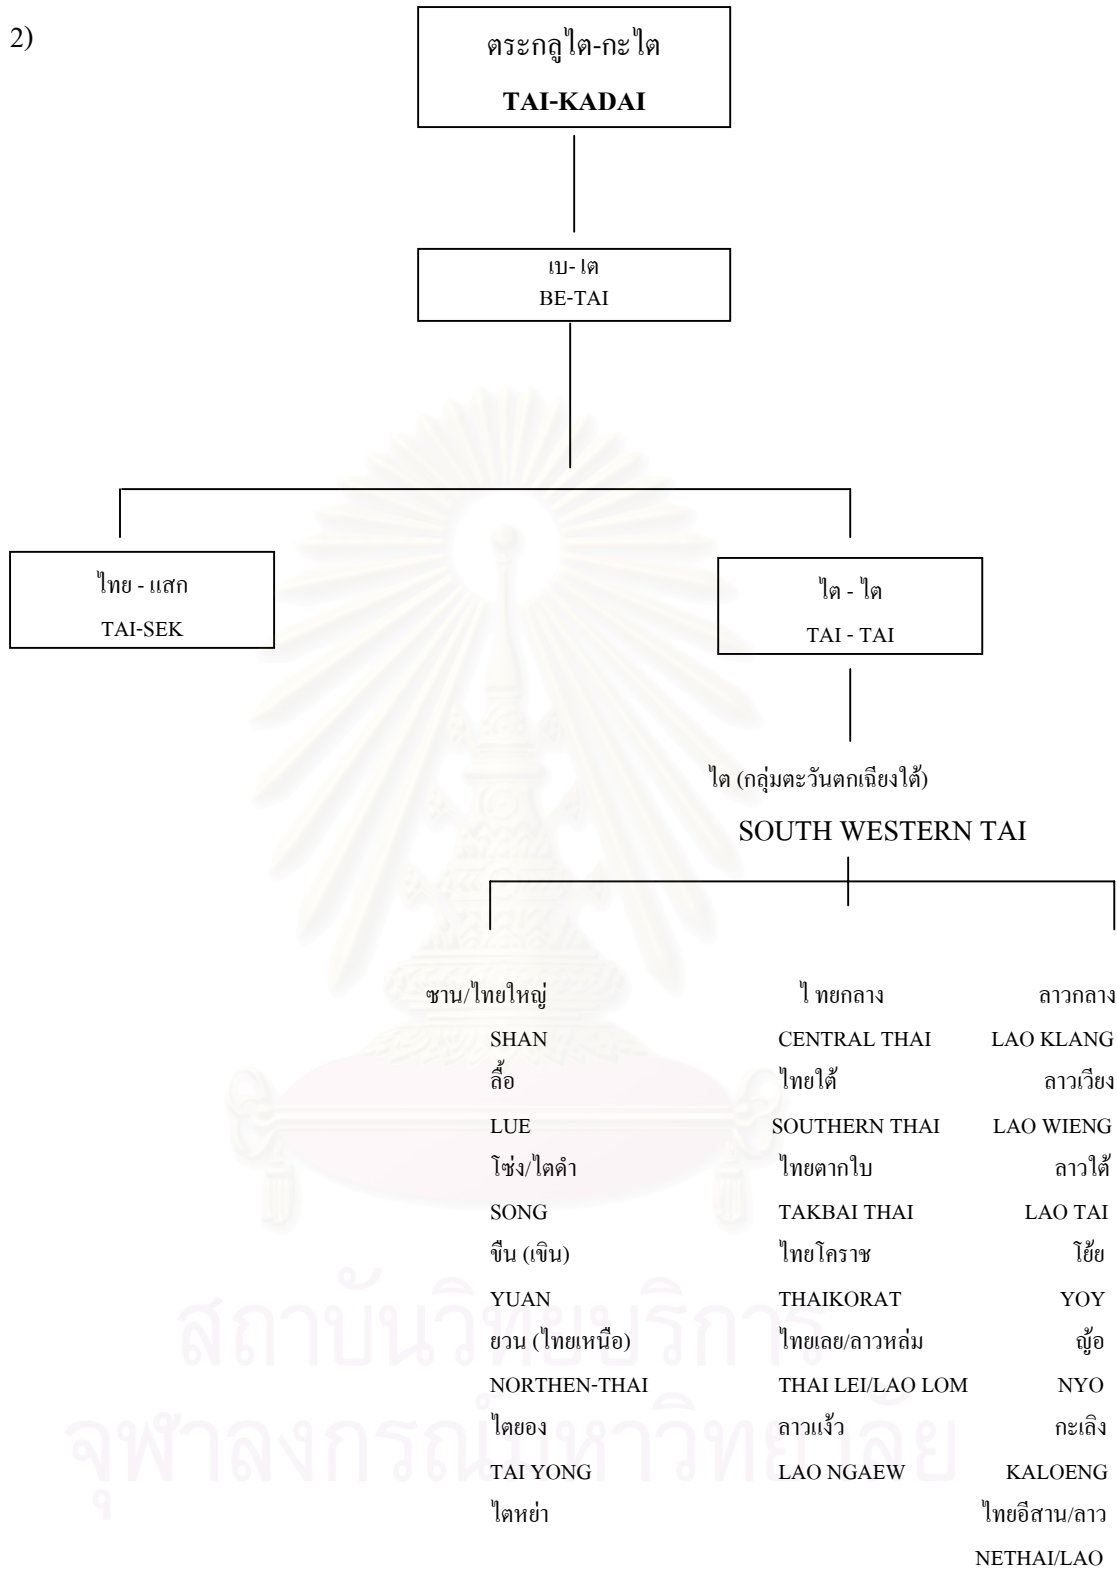 2)
ตระกลูไต-กะไต
TAI-KADAI
เบ-ไต
BE-TAI
ไทย - แสก
TAI-SEK
ไต - ไต
TAI - TAI
ไต (กลุ่มตะวันตกเฉียงใต้)
SOUTH WESTERN TAI
ซาน/ไทยใหญ่ ไ ทยกลาง ลาวกลาง
SHAN CENTRAL THAI LAO KLANG
ลื้อ ไทยใต้ ลาวเวียง
LUE SOUTHERN THAI LAO WIENG
โซ่ง/ไตดำ ไทยตากใบ ลาวใต้
SONG TAKBAI THAI LAO TAI
ขืน (เขิน) ไทยโคราช โย้ย
YUAN THAIKORAT YOY
ยวน (ไทยเหนือ) ไทยเลย/ลาวหล่ม ญ้อ
NORTHEN-THAI THAI LEI/LAO LOM NYO
ไตยอง ลาวแง้ว กะเลิง
TAI YONG LAO NGAEW KALOENG
ไตหย่า ไทยอีสาน/ลาว
NETHAI/LAO
สถาบันวิทยบริการ
จุฬาลงกรณ์มหาวิทยาลัย